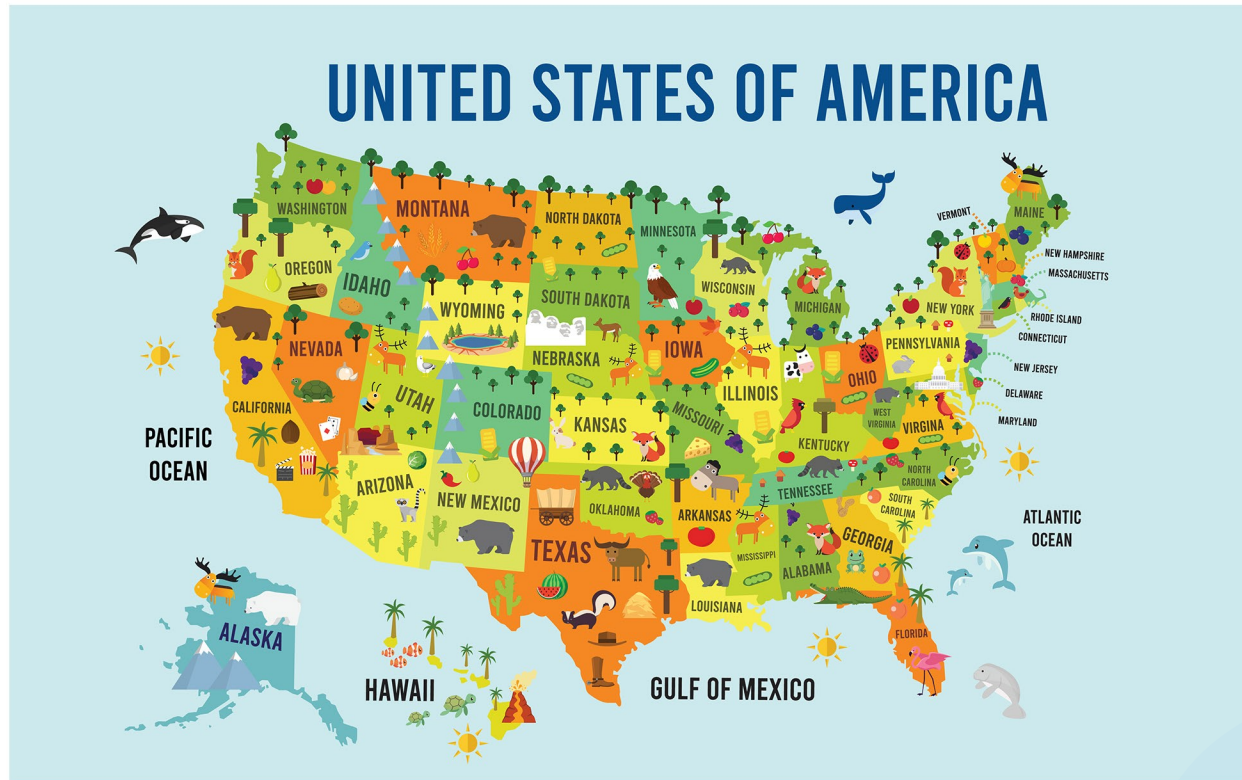 UNITED STATES OF AMERICA
WASHINGTON
MONTANA
NORTH DAKOTA
MINNESOTA
VERMONT
MAINE
OREGON
IDAHO
WYOMING
SOUTH DAKOTA
WISCONSIN
MICHIGAN
NEW YORK
NEW HAMPSHIRE
MASSACHUSETTS
RHODE ISLAND
CONNECTICUT
NEVADA
NEBRASKA
IOWA
PENNSYLVANIA
NEW JERSEY
CALIFORNIA
UTAH
COLORADO
KANSAS
MISSOURI
ILLINOIS
OHIO
WEST
VIRGINIA
VIRGINA
DELAWARE
MARYLAND
PACIFIC
OCEAN
ARIZONA
NEW MEXICO
OKLAHOMA
ARKANSAS
KENTUCKY
TENNESSEE
NORTH
CAROLINA
SOUTH
CAROLINA
ATLANTIC
OCEAN
TEXAS
LOUISIANA
MISSISSIPPI
ALABAMA
GEORGIA
FLORIDA
ALASKA
HAWAII
GULF OF MEXICO